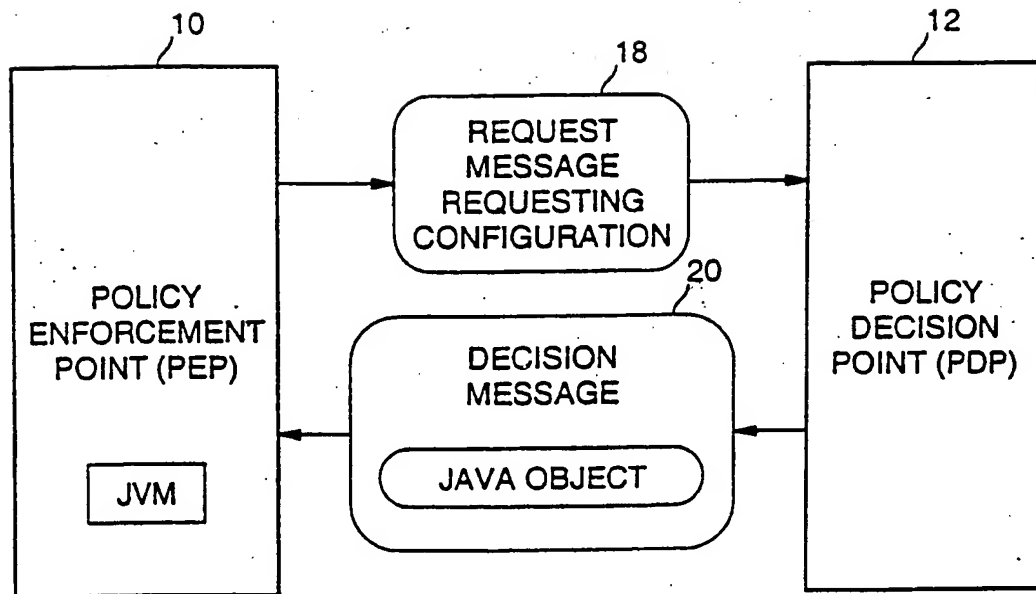 10
12
18
REQUEST
MESSAGE
REQUESTING
CONFIGURATION
20
POLICY
ENFORCEMENT
POINT (PEP)
DECISION
MESSAGE
POLICY
DECISION
POINT (PDP)
JVM
JAVA OBJECT